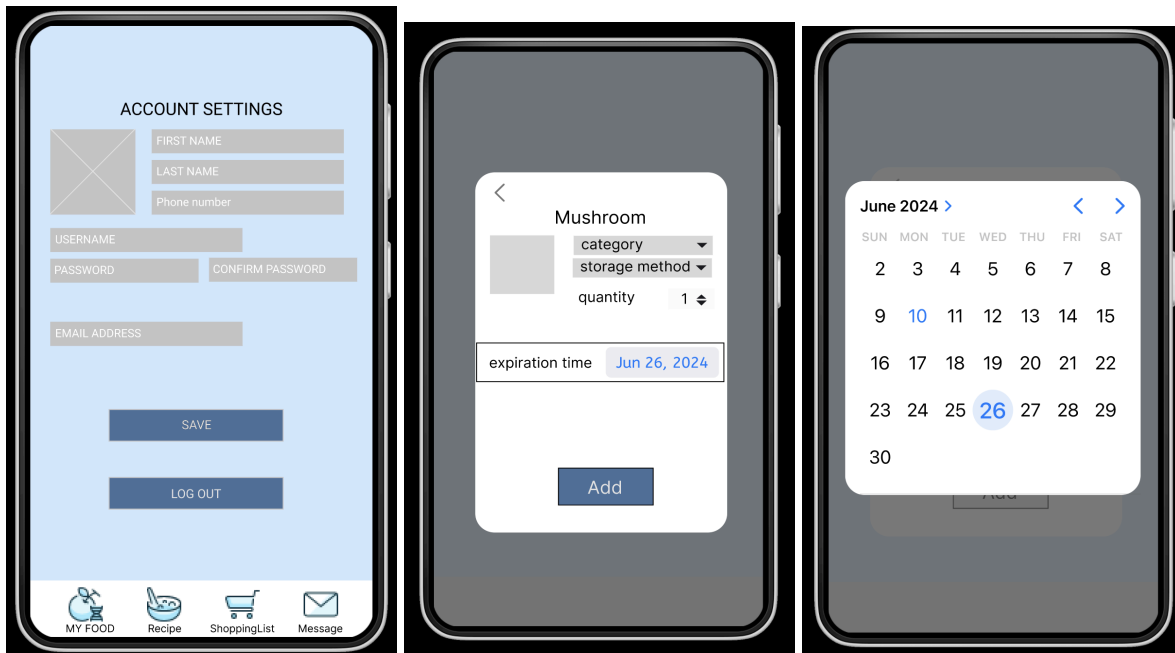 ACCOUNT SETTINGS
FIRST NAME
LAST NAME
Phone number
USERNAME
PASSWORD CONFIRM PASSWORD
EMAIL ADDRESS
SAVE
LOG OUT
MY FOOD Recipe ShoppingList Message
Mushroom
category
storage method
quantity 1
expiration time Jun 26, 2024
Add
June 2024
SUN MON TUE WED THU FRI SAT
2 3 4 5 6 7 8
9 10 11 12 13 14 15
16 17 18 19 20 21 22
23 24 25 26 27 28 29
30
Add